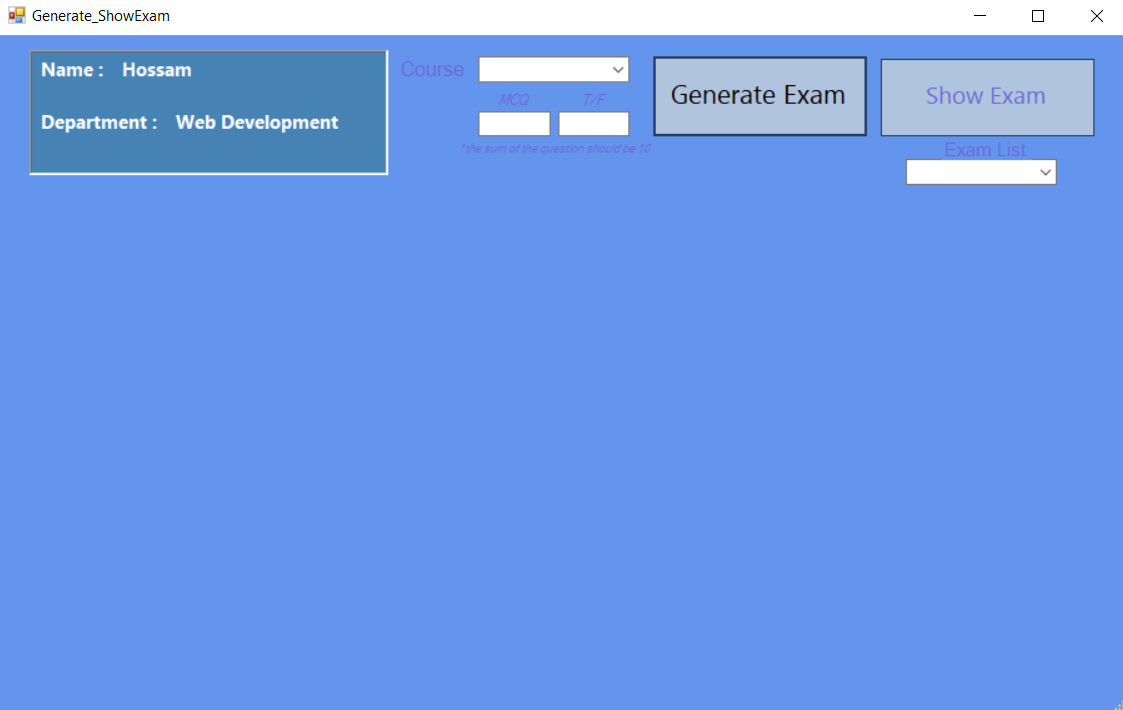 Generate_ShowExam
Name : Hossam
Department : Web Development
Course
MCQ T/F
*the sum of the question should be 10
Generate Exam
Show Exam
Exam List